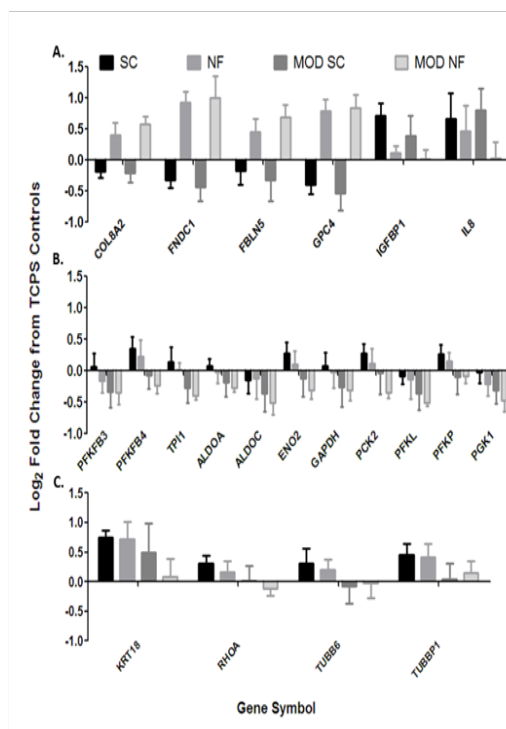 A.
SC NF MOD SC MOD NF
1.5
1.0
0.5
0.0
-0.5
-1.0
COL8A2 FNDC1 FBLN5 GPC4 IGFBP1 IL8
B.
1.5
1.0
0.5
0.0
-0.5
-1.0
PFKFB3 PFKFB4 TPI1 ALDOA ALDOC ENO2 GAPDH PCK2 PFKL PFKP PGK1
C.
1.5
1.0
0.5
0.0
-0.5
-1.0
KRT18 RHOA TUBB6 TUBBP1
Log2 Fold Change from TCPS Controls
Gene Symbol